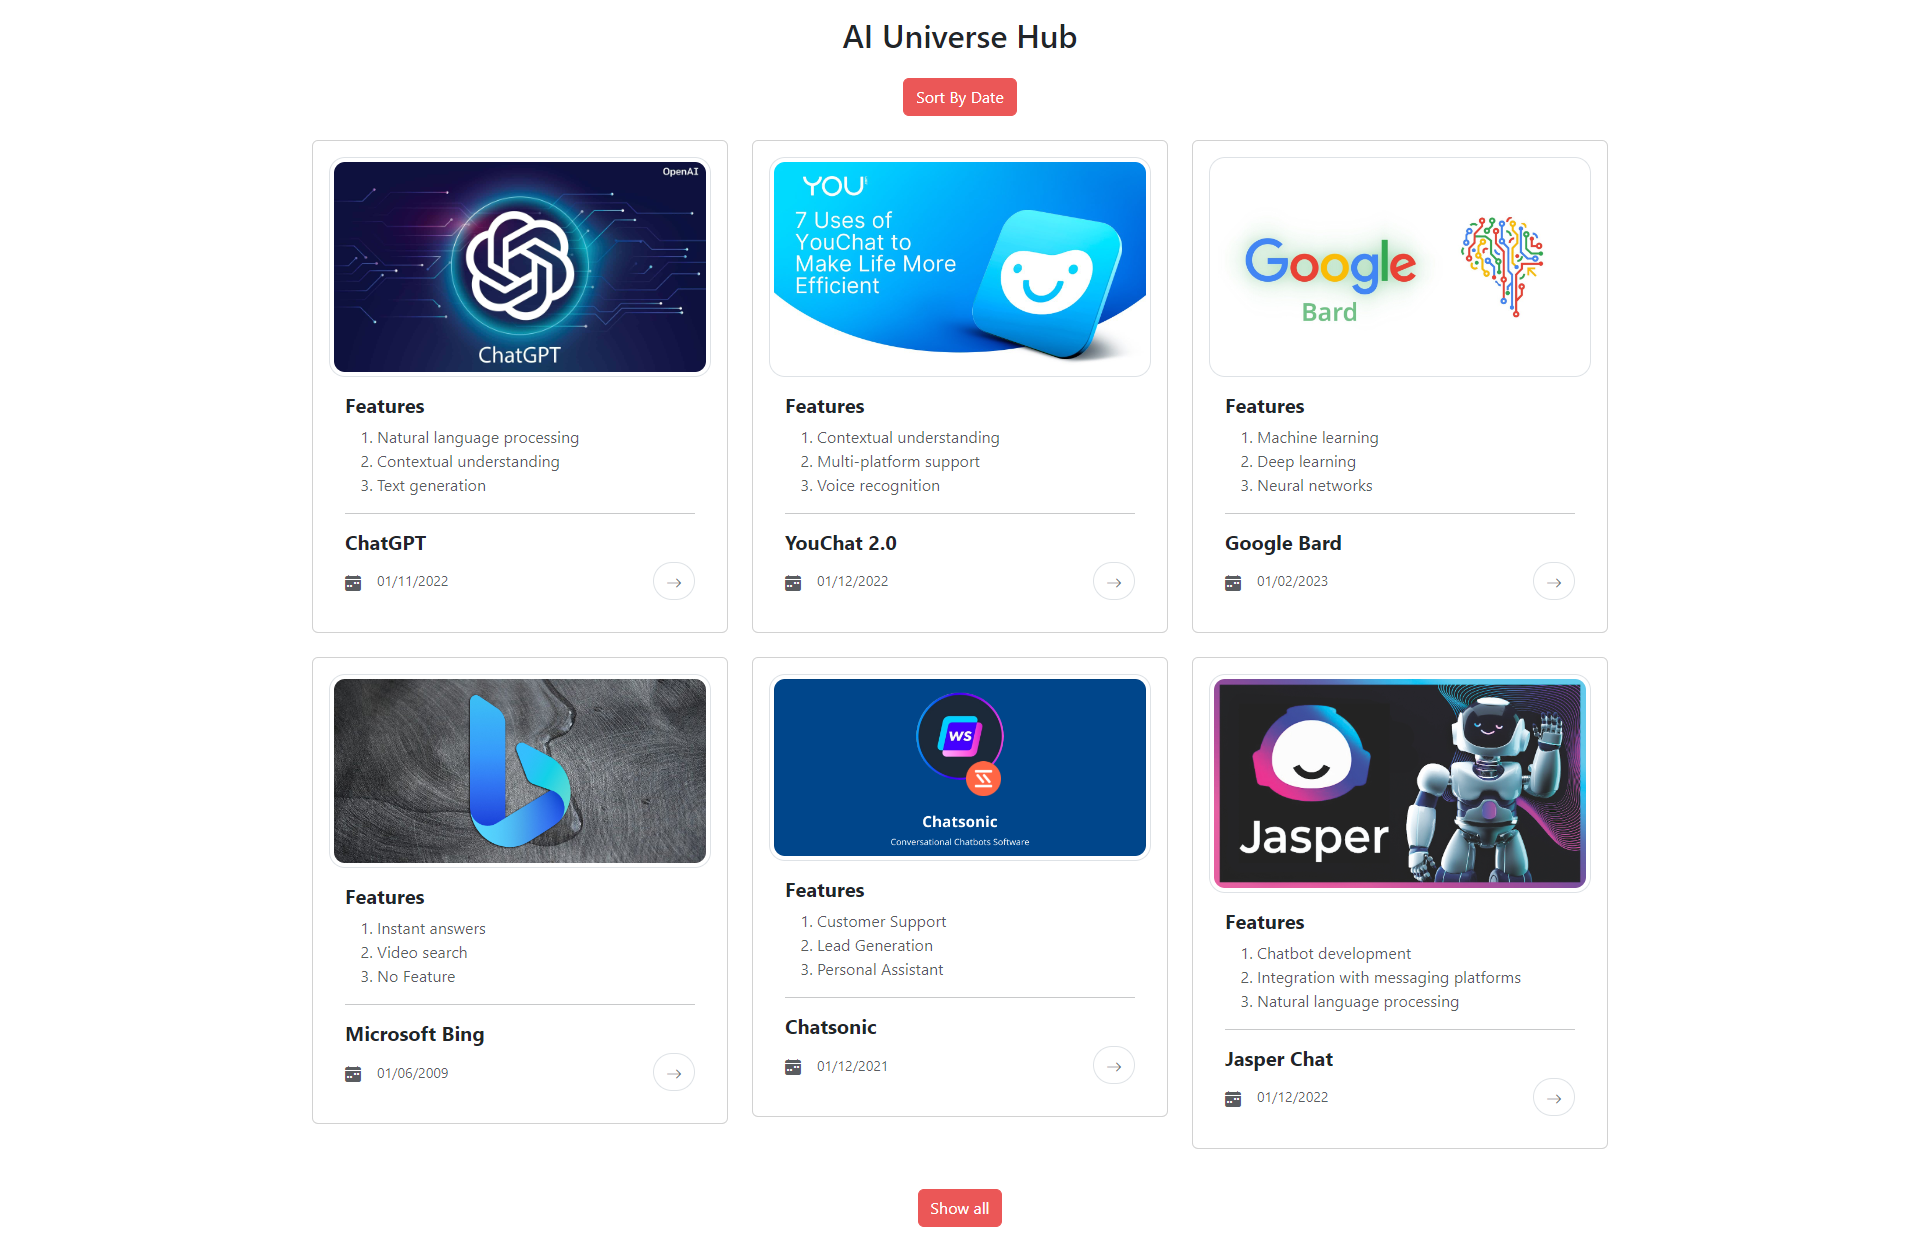 AI Universe Hub
Sort By Date
OpenAI
ChatGPT
Features
1. Natural language processing
2. Contextual understanding
3. Text generation
ChatGPT
01/11/2022
YOU
7 Uses of
YouChat to
Make Life More
Efficient
Features
1. Contextual understanding
2. Multi-platform support
3. Voice recognition
YouChat 2.0
01/12/2022
Google
Bard
Features
1. Machine learning
2. Deep learning
3. Neural networks
Google Bard
01/02/2023
Features
1. Instant answers
2. Video search
3. No Feature
Microsoft Bing
01/06/2009
WS
Chatsonic
Conversational Chatbots Software
Features
1. Customer Support
2. Lead Generation
3. Personal Assistant
Chatsonic
01/12/2021
Jasper
Features
1. Chatbot development
2. Integration with messaging platforms
3. Natural language processing
Jasper Chat
01/12/2022
Show all